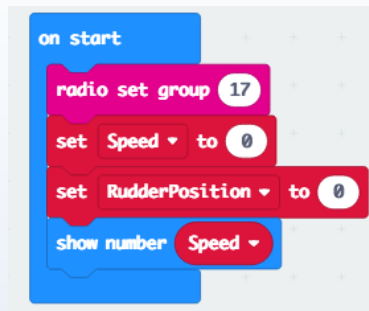 on start
radio set group 17
set Speed to 0
set RudderPosition to 0
show number Speed